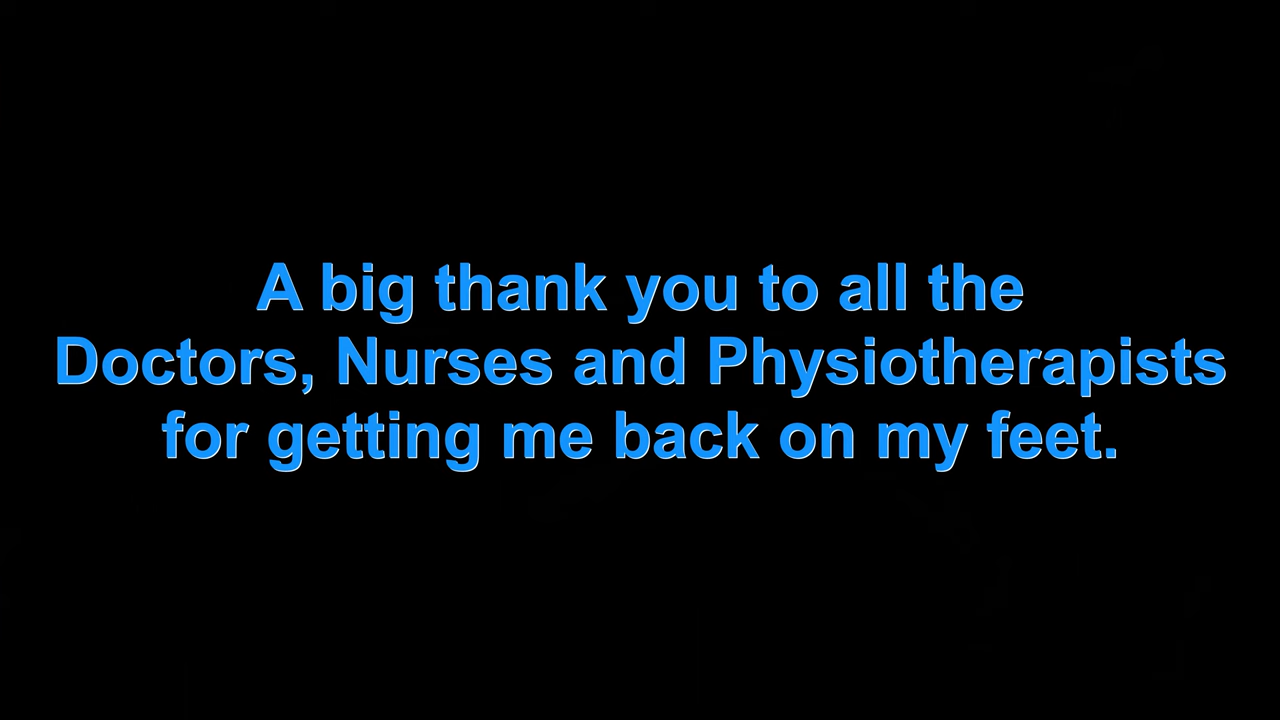 A big thank you to all the
Doctors, Nurses and Physiotherapists
for getting me back on my feet.